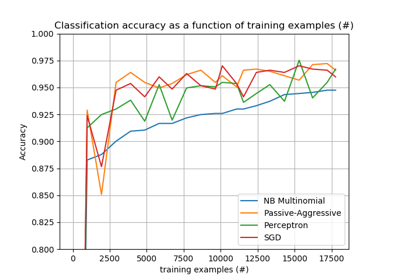 Classification accuracy as a function of training examples (#)
1.000
0.975
0.950
0.925
0.900
0.875
0.850
0.825
0.800
Accuracy
NB Multinomial
Passive-Aggressive
Perceptron
SGD
0 2500 5000 7500 10000 12500 15000 17500
training examples (#)